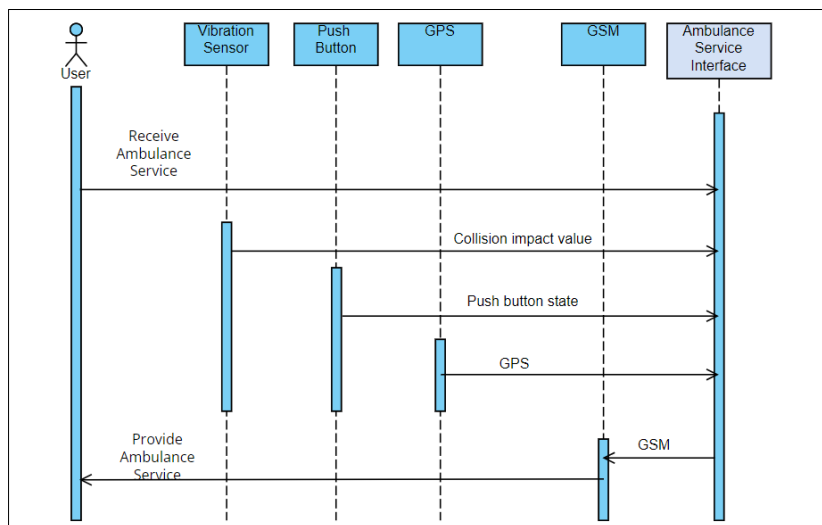 Vibration
Sensor
Push
Button
GPS
GSM
Ambulance
Service
Interface
User
Receive
Ambulance
Service
Collision impact value
Push button state
GPS
GSM
Provide
Ambulance
Service